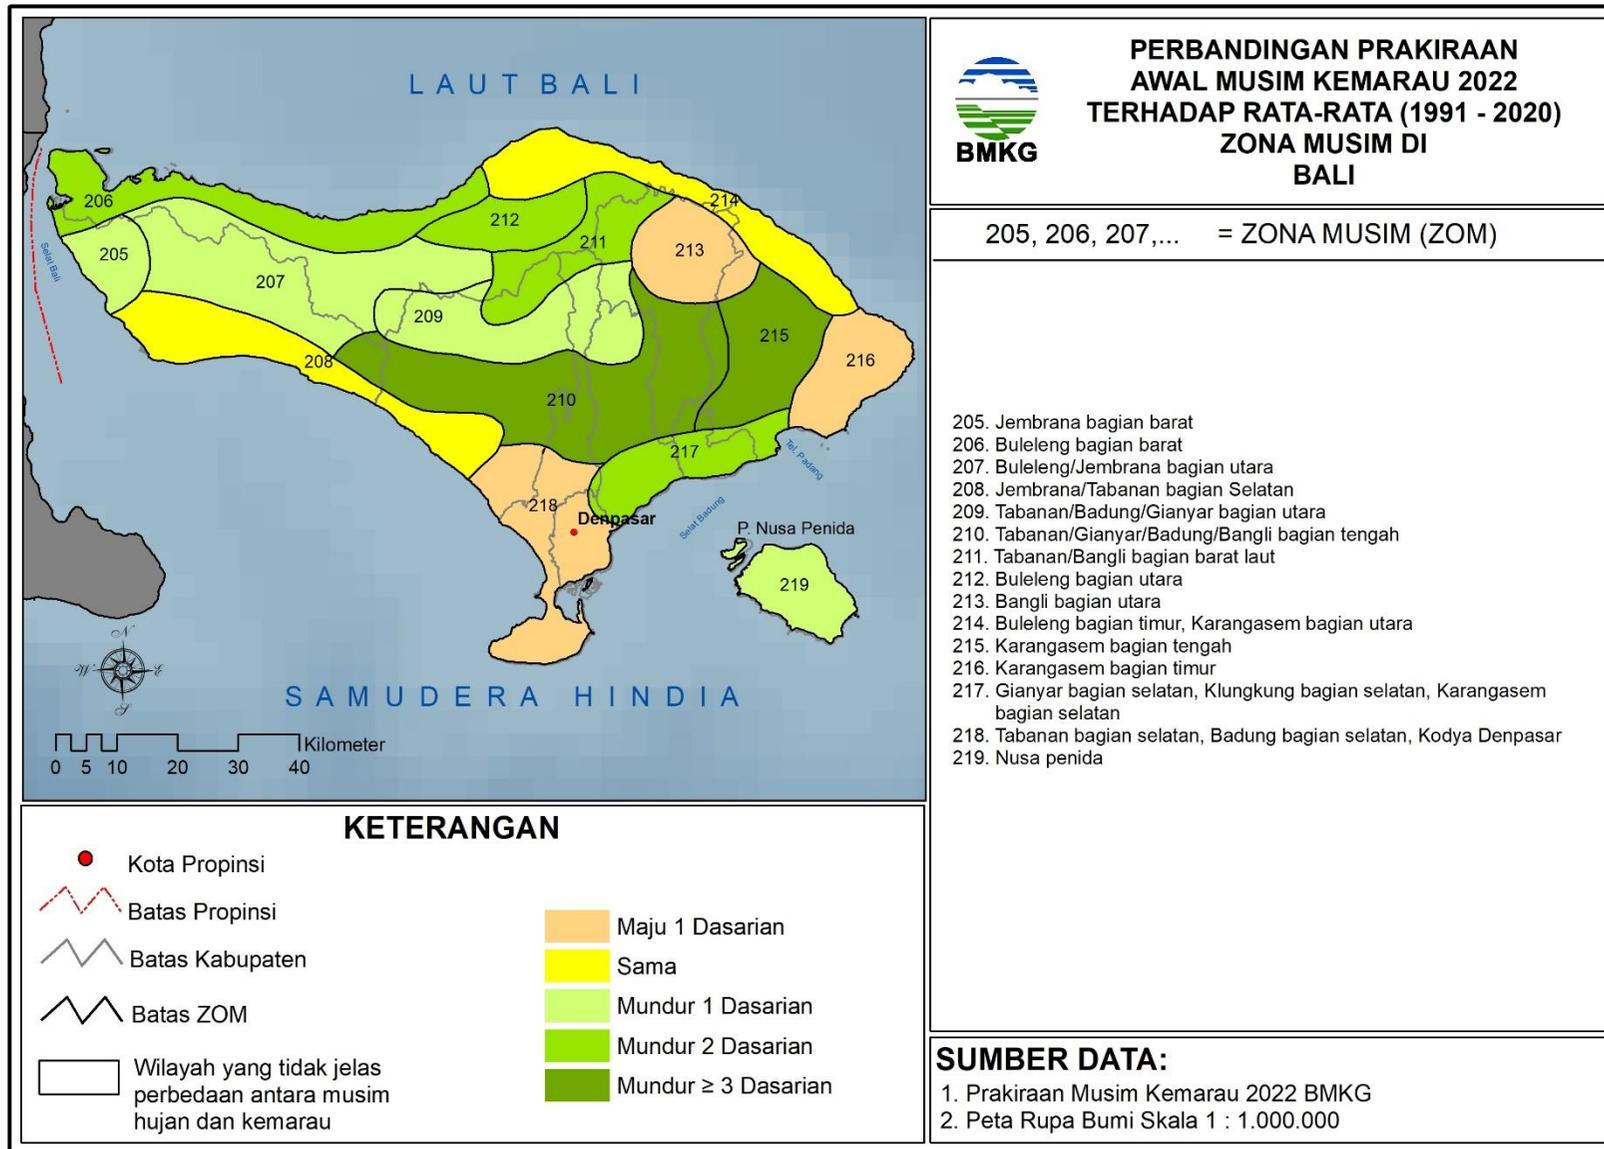 LAUT BALI
206
205
207
212
211
214
213
209
215
216
208
210
217
218
Denpasar
P. Nusa Penida
219
Selat Bali
Tel. Padang
Selat Badung
N
W
E
S
SAMUDERA HINDIA
Kilometer
0 5 10 20 30 40
BMKG
PERBANDINGAN PRAKIRAAN
AWAL MUSIM KEMARAU 2022
TERHADAP RATA-RATA (1991 - 2020)
ZONA MUSIM DI
BALI
205, 206, 207,... = ZONA MUSIM (ZOM)
205. Jembrana bagian barat
206. Buleleng bagian barat
207. Buleleng/Jembrana bagian utara
208. Jembrana/Tabanan bagian Selatan
209. Tabanan/Badung/Gianyar bagian utara
210. Tabanan/Gianyar/Badung/Bangli bagian tengah
211. Tabanan/Bangli bagian barat laut
212. Buleleng bagian utara
213. Bangli bagian utara
214. Buleleng bagian timur, Karangasem bagian utara
215. Karangasem bagian tengah
216. Karangasem bagian timur
217. Gianyar bagian selatan, Klungkung bagian selatan, Karangasem
bagian selatan
218. Tabanan bagian selatan, Badung bagian selatan, Kodya Denpasar
219. Nusa penida
KETERANGAN
Kota Propinsi
Batas Propinsi
Batas Kabupaten
Batas ZOM
Wilayah yang tidak jelas
perbedaan antara musim
hujan dan kemarau
Maju 1 Dasarian
Sama
Mundur 1 Dasarian
Mundur 2 Dasarian
Mundur ≥ 3 Dasarian
SUMBER DATA:
1. Prakiraan Musim Kemarau 2022 BMKG
2. Peta Rupa Bumi Skala 1 : 1.000.000